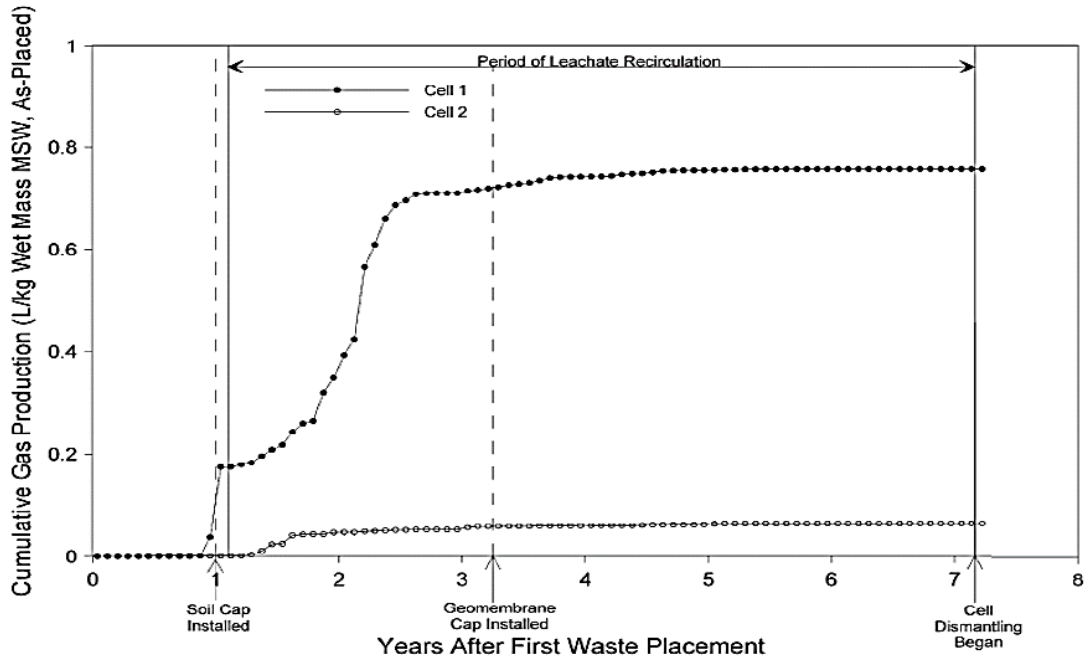 Cumulative Gas Production (L/kg Wet Mass MSW, As-Placed)
1
0.8
0.6
0.4
0.2
0
Period of Leachate Recirculation
Cell 1
Cell 2
0 1 2 3 4 5 6 7 8
Soil Cap
Installed
Geomembrane
Cap Installed
Cell
Dismantling
Began
Years After First Waste Placement